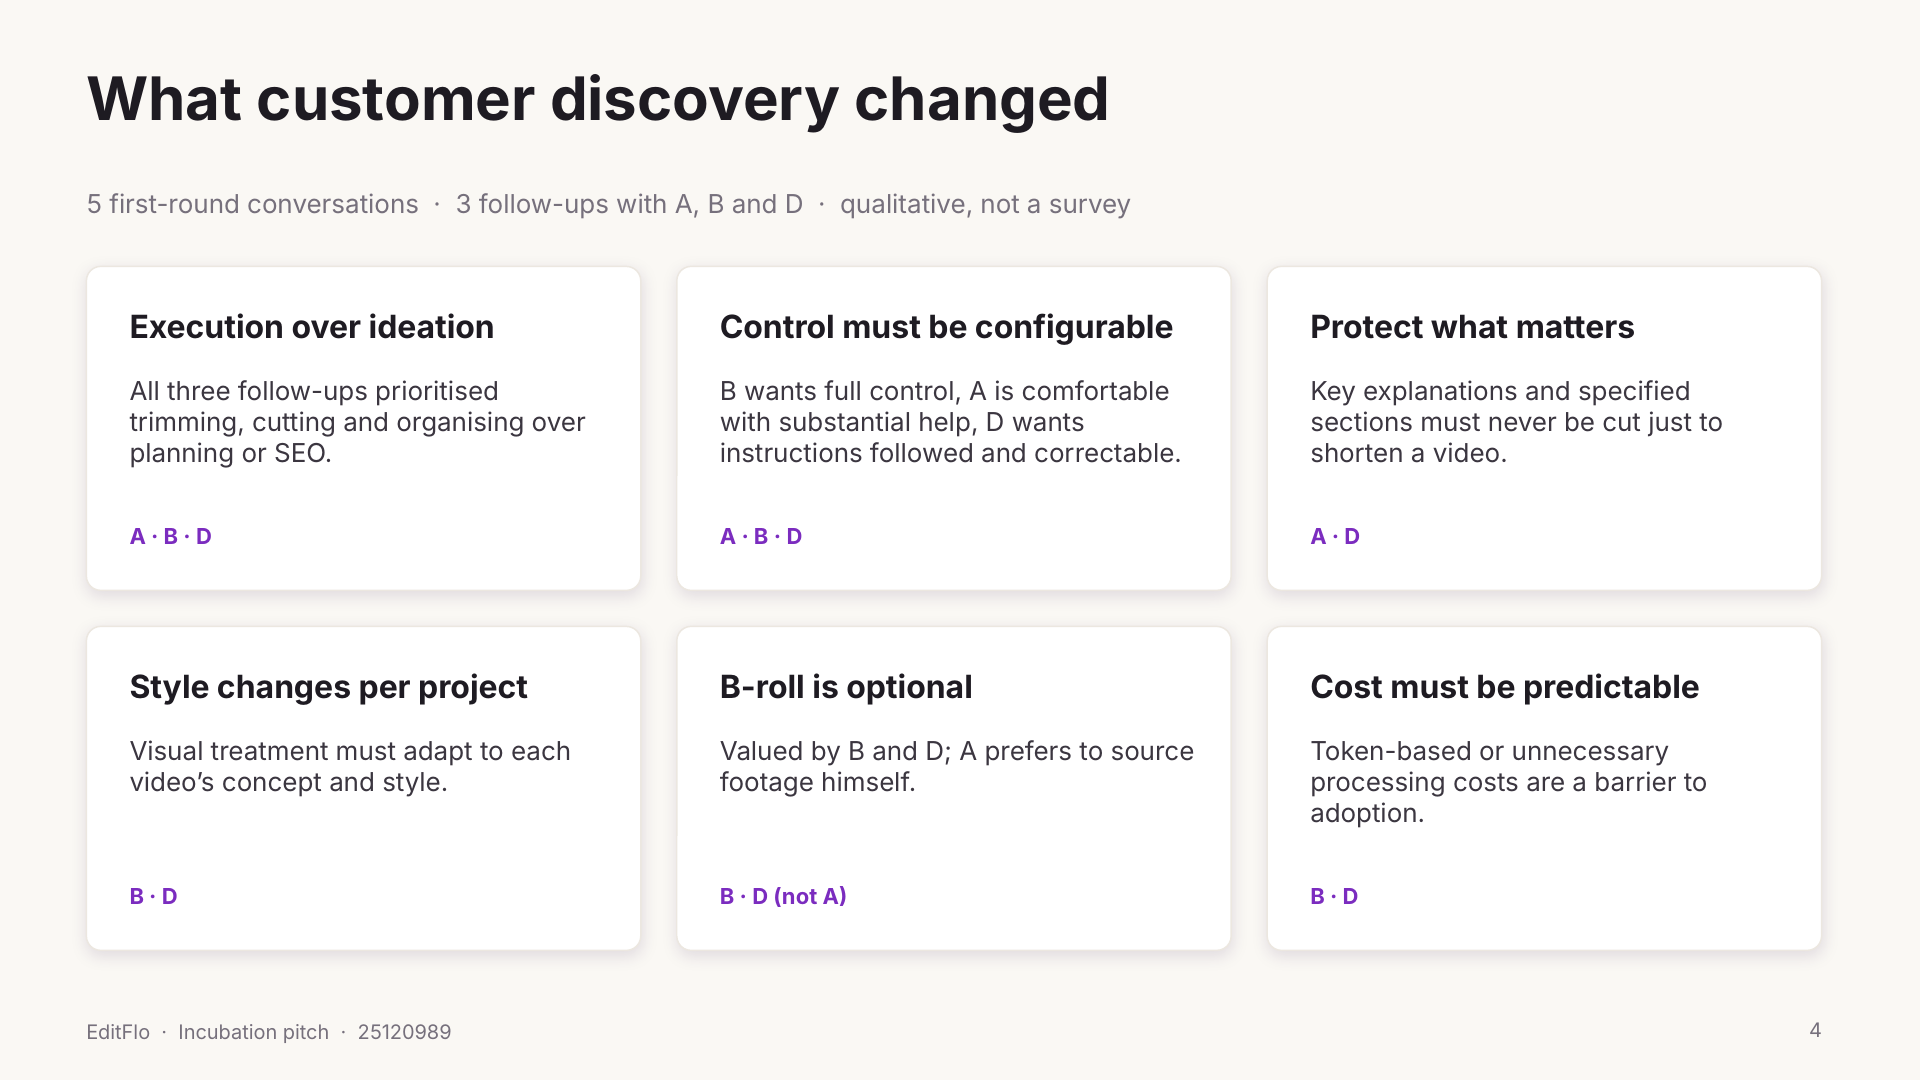 What customer discovery changed
5 first-round conversations · 3 follow-ups with A, B and D · qualitative, not a survey
Execution over ideation
All three follow-ups prioritised
trimming, cutting and organising over
planning or SEO.
A · B · D
Control must be configurable
B wants full control, A is comfortable
with substantial help, D wants
instructions followed and correctable.
A · B · D
Protect what matters
Key explanations and specified
sections must never be cut just to
shorten a video.
A · D
Style changes per project
Visual treatment must adapt to each
video’s concept and style.
B · D
B-roll is optional
Valued by B and D; A prefers to source
footage himself.
B · D (not A)
Cost must be predictable
Token-based or unnecessary
processing costs are a barrier to
adoption.
B · D
EditFlo · Incubation pitch · 25120989
4